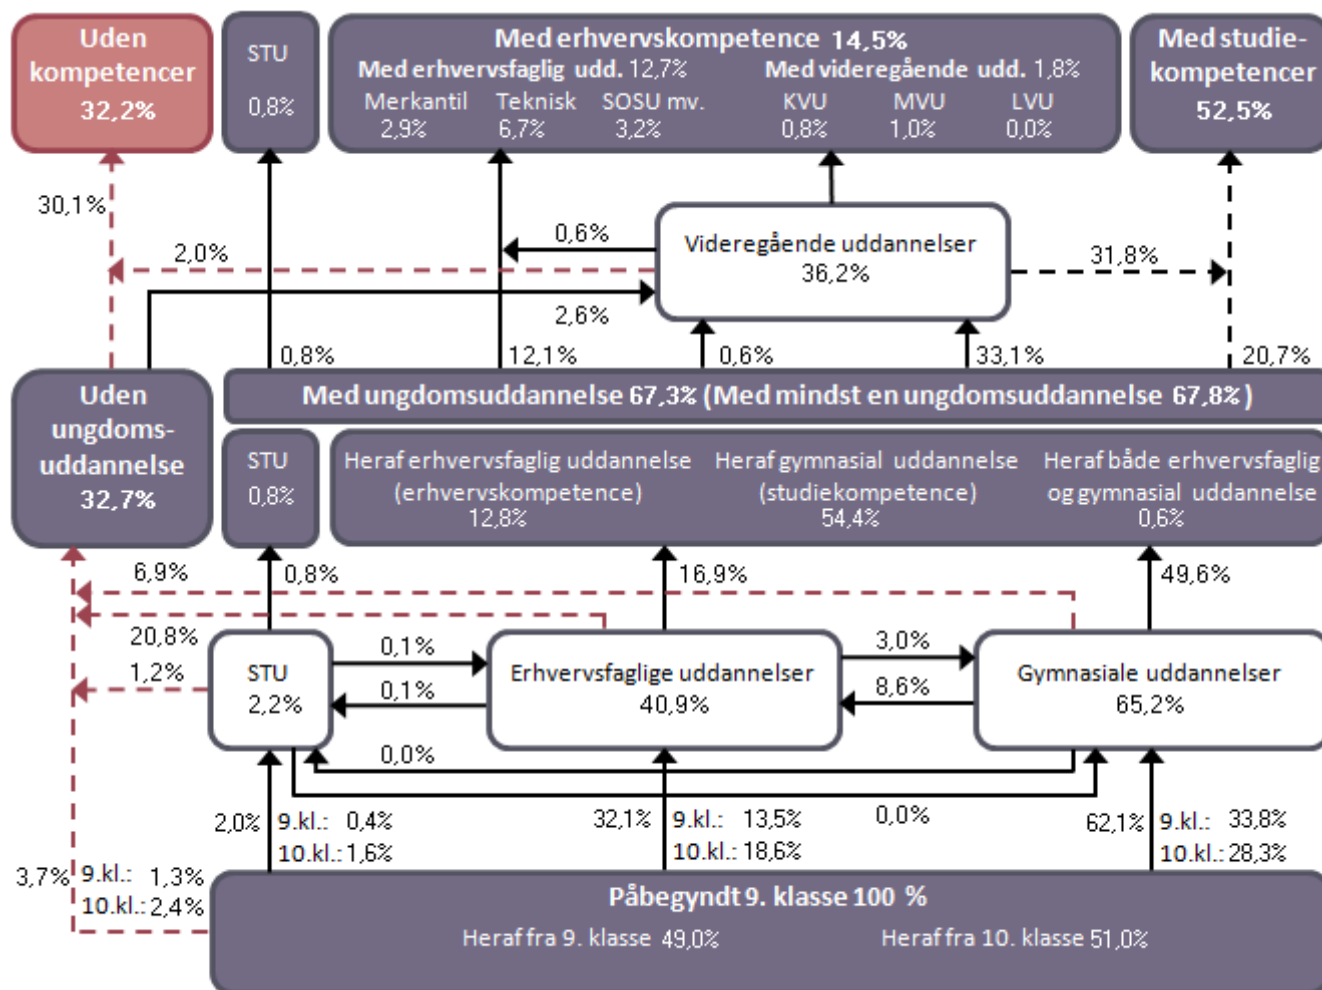 Uden
kompetencer
32,2%
STU
0,8%
Med erhvervskompetence 14,5%
Med erhvervsfaglig udd. 12,7%
Med videregående udd. 1,8%
Merkantil
2,9%
Teknisk
6,7%
SOSU mv.
3,2%
KVU
0,8%
MVU
1,0%
LVU
0,0%
Med studie-
kompetencer
52,5%
30,1%
2,0%
0,6%
Videregående uddannelser
36,2%
31,8%
2,6%
0,8%
12,1%
0,6%
33,1%
20,7%
Uden
ungdoms-
uddannelse
32,7%
Med ungdomsuddannelse 67,3% (Med mindst en ungdomsuddannelse 67,8% )
STU
0,8%
Heraf erhvervsfaglig uddannelse
(erhvervskompetence)
12,8%
Heraf gymnasial uddannelse
(studiekompetence)
54,4%
Heraf både erhvervsfaglig
og gymnasial uddannelse
0,6%
6,9%
0,8%
16,9%
49,6%
20,8%
1,2%
STU
2,2%
0,1%
0,1%
Erhvervsfaglige uddannelser
40,9%
3,0%
8,6%
Gymnasiale uddannelser
65,2%
0,0%
0,0%
2,0%
9.kl.: 0,4%
10.kl.: 1,6%
32,1%
9.kl.: 13,5%
10.kl.: 18,6%
62,1%
9.kl.: 33,8%
10.kl.: 28,3%
3,7%
9.kl.: 1,3%
10.kl.: 2,4%
Påbegyndt 9. klasse 100 %
Heraf fra 9. klasse 49,0%
Heraf fra 10. klasse 51,0%